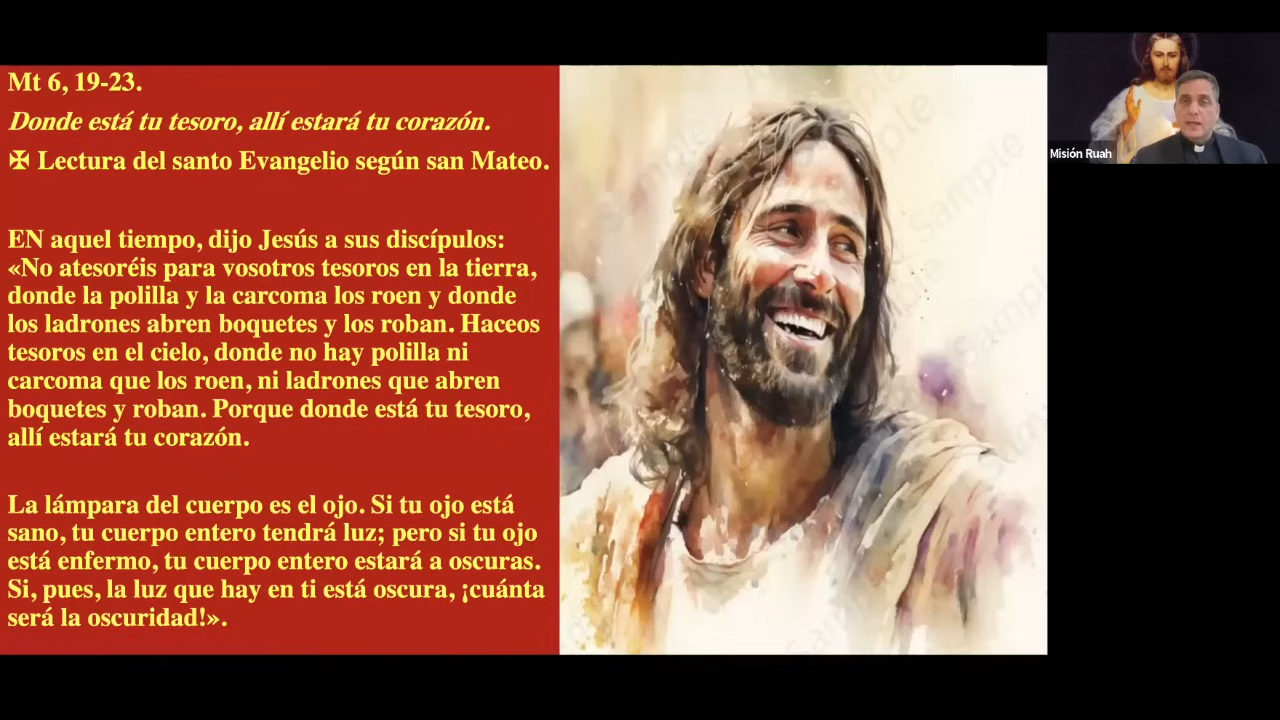 Mt 6, 19-23.
Donde está tu tesoro, allí estará tu corazón.
✠ Lectura del santo Evangelio según san Mateo.
EN aquel tiempo, dijo Jesús a sus discípulos:
«No atesoréis para vosotros tesoros en la tierra,
donde la polilla y la carcoma los roen y donde
los ladrones abren boquetes y los roban. Haceos
tesoros en el cielo, donde no hay polilla ni
carcoma que los roen, ni ladrones que abren
boquetes y roban. Porque donde está tu tesoro,
allí estará tu corazón.
La lámpara del cuerpo es el ojo. Si tu ojo está
sano, tu cuerpo entero tendrá luz; pero si tu ojo
está enfermo, tu cuerpo entero estará a oscuras.
Si, pues, la luz que hay en ti está oscura, ¡cuánta
será la oscuridad!».
Sample
Sample
Sample
Misión Ruah